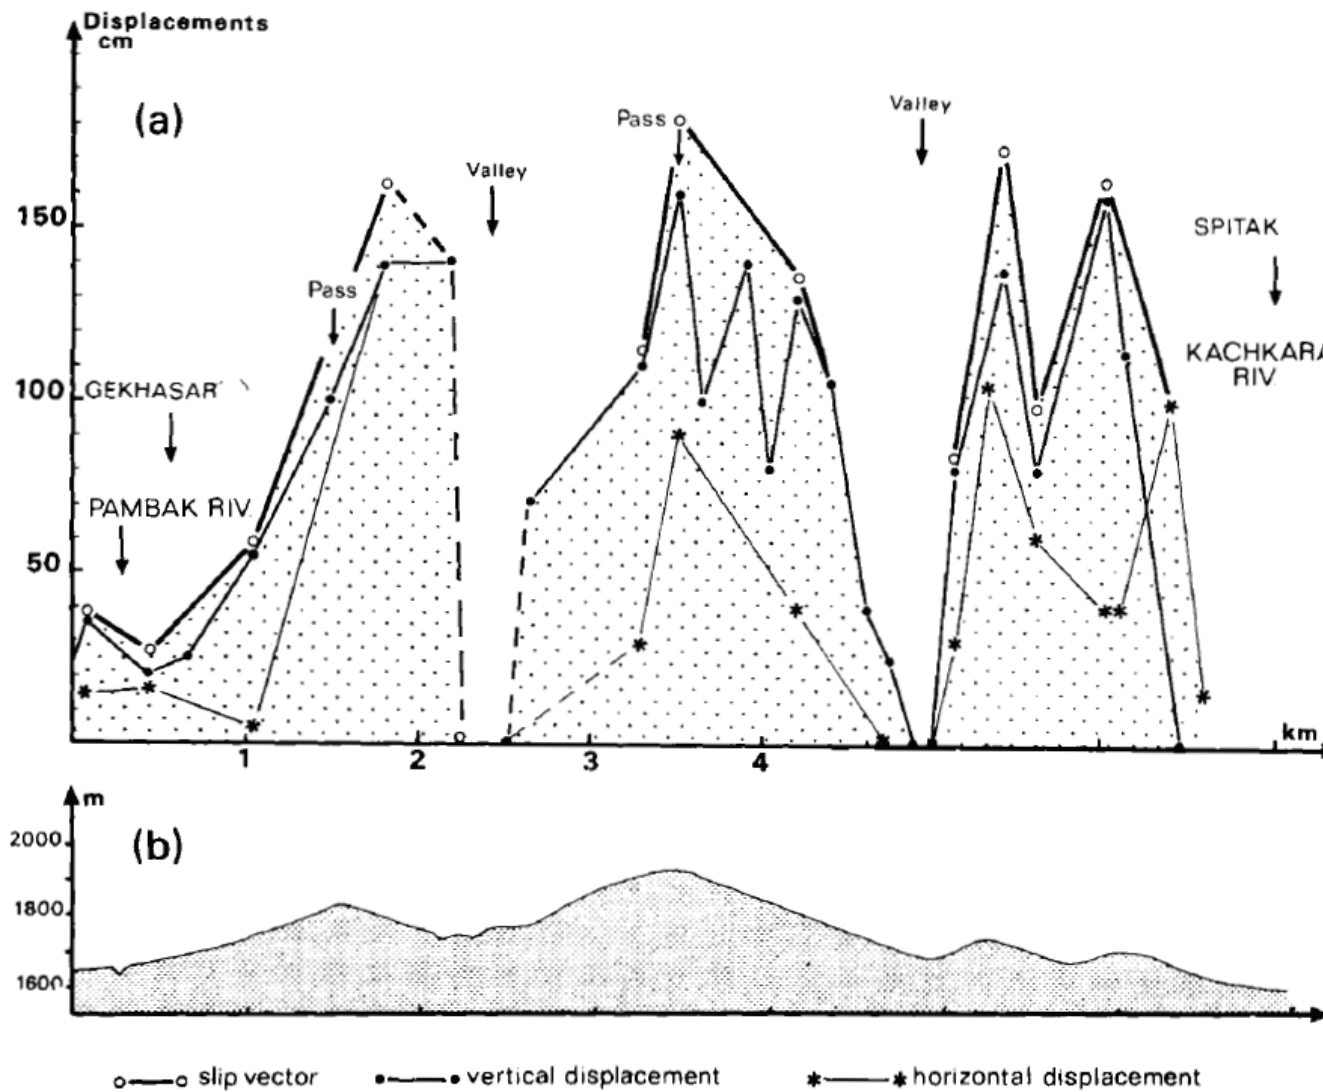 Displacements
cm
(a)
Pass
Valley
Valley
150
SPITAK
Pass
KACHKARA
RIV.
100
GEKHASAR
PAMBAK RIV.
50
km
1
2
3
4
m
(b)
2000
1800
1600
slip vector
vertical displacement
horizontal displacement